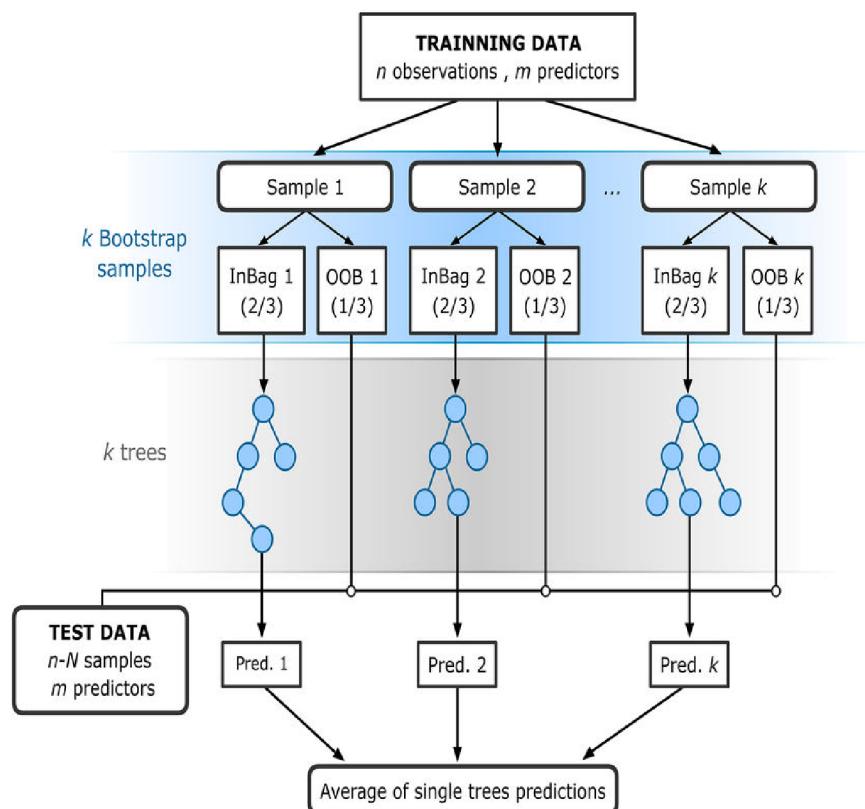 TRAINNING DATA
n observations , m predictors
Sample 1
Sample 2
...
Sample k
k Bootstrap
samples
InBag 1
(2/3)
OOB 1
(1/3)
InBag 2
(2/3)
OOB 2
(1/3)
InBag k
(2/3)
OOB k
(1/3)
k trees
TEST DATA
n-N samples
m predictors
Pred. 1
Pred. 2
Pred. k
Average of single trees predictions